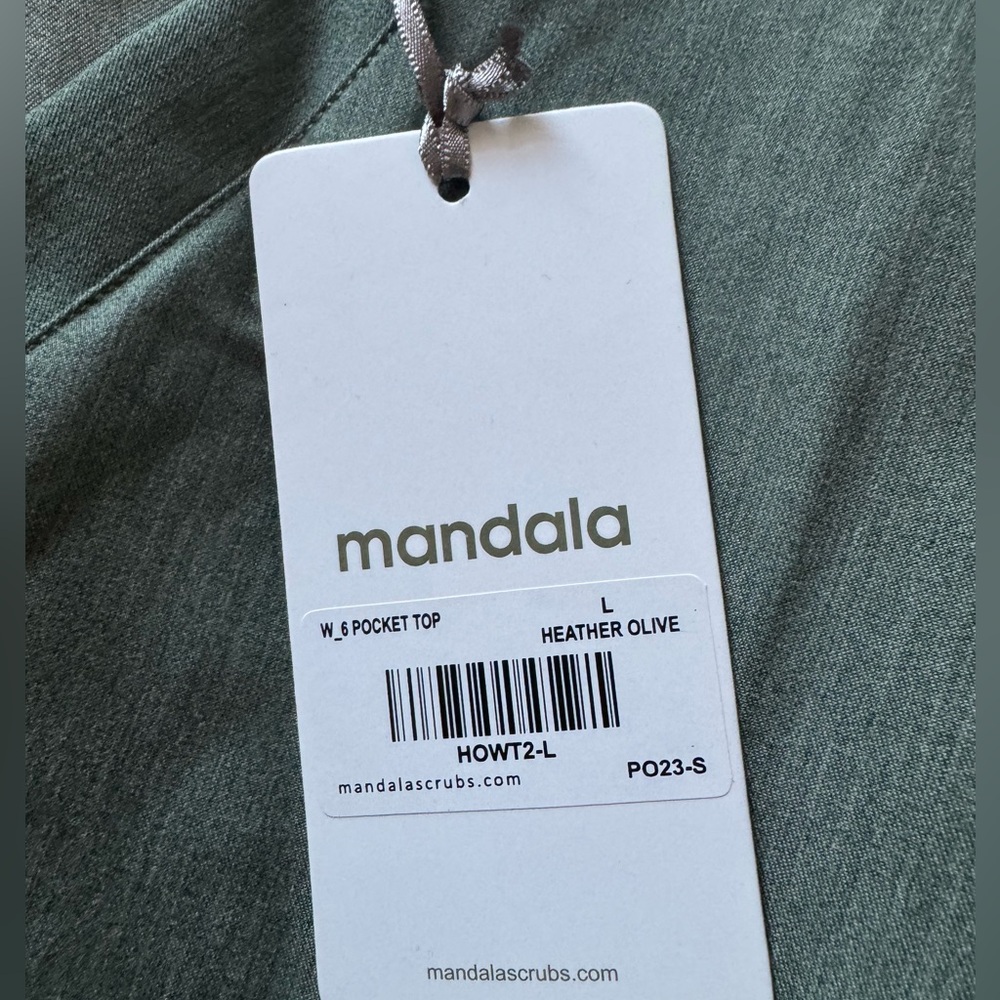 mandala
W_6 POCKET TOP
L
HEATHER OLIVE
HOWT2-L
mandalascrubs.com
PO23-S
mandalascrubs.com